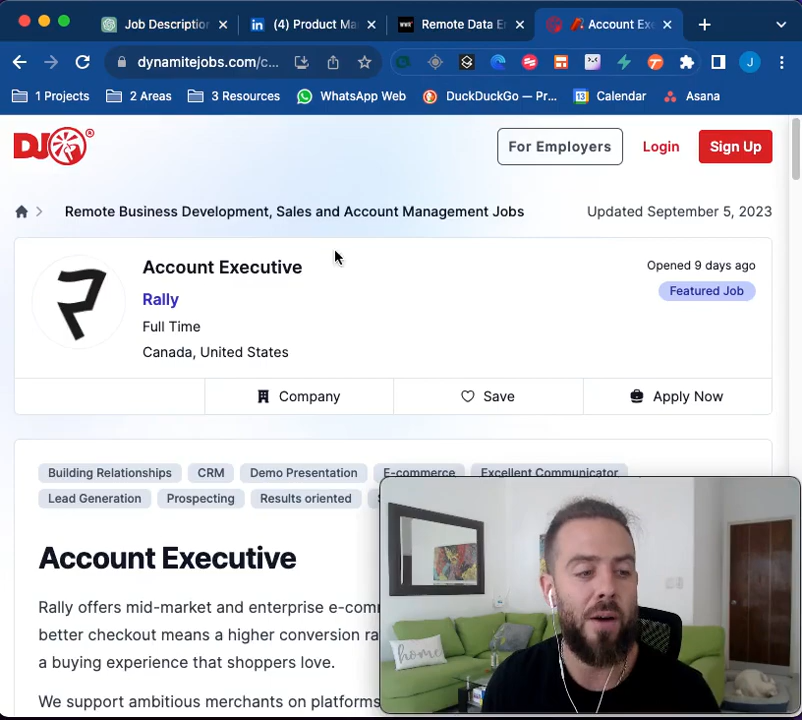 Job Description
(4) Product Ma
Remote Data E
Account Exe
dynamitejobs.com/c...
J
1 Projects
2 Areas
3 Resources
WhatsApp Web
DuckDuckGo — Pr...
13
Calendar
Asana
DJ
For Employers
Login
Sign Up
Remote Business Development, Sales and Account Management Jobs
Updated September 5, 2023
Account Executive
Opened 9 days ago
Rally
Featured Job
Full Time
Canada, United States
Company
Save
Apply Now
Building Relationships
CRM
Demo Presentation
E-commerce
Excellent Communicator
Lead Generation
Prospecting
Results oriented
Account Executive
Rally offers mid-market and enterprise e-com
better checkout means a higher conversion ra
a buying experience that shoppers love.
We support ambitious merchants on platforms
home